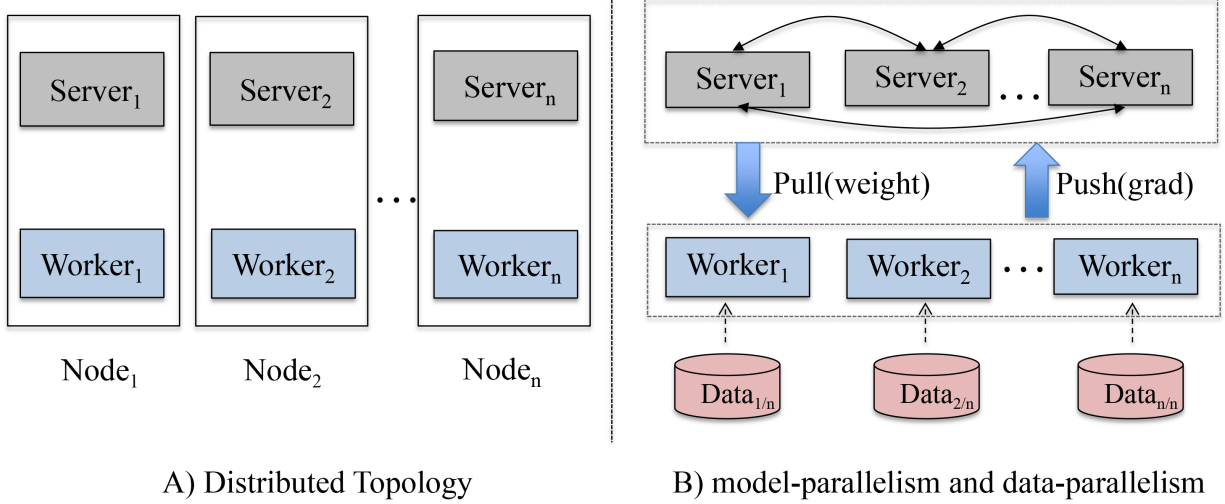 Server₁
Server₂
Serverₙ
Worker₁
Worker₂
...
Workerₙ
Node₁
Node₂
Nodeₙ
A) Distributed Topology
Server₁
Server₂
...
Serverₙ
Pull(weight)
Push(grad)
Worker₁
Worker₂
...
Workerₙ
Data1/n
Data2/n
Datan/n
B) model-parallelism and data-parallelism